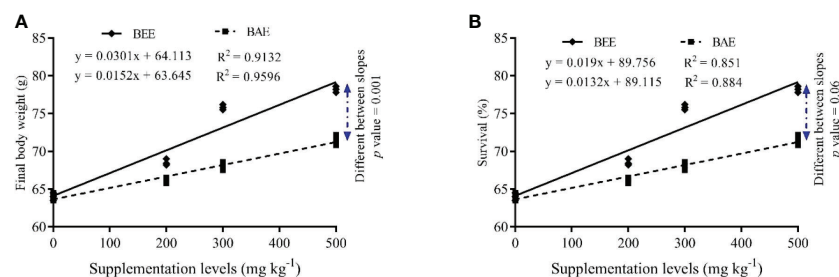 A
BEE BAE
y = 0.0301x + 64.113 R² = 0.9132
y = 0.0152x + 63.645 R² = 0.9596
85
80
75
70
65
60
Final body weight (g)
0 100 200 300 400 500
Supplementation levels (mg kg⁻¹)
Different between slopes
p value = 0.001
B
BEE BAE
y = 0.019x + 89.756 R² = 0.851
y = 0.0132x + 89.115 R² = 0.884
85
80
75
70
65
60
Survival (%)
0 100 200 300 400 500
Supplementation levels (mg kg⁻¹)
Different between slopes
p value = 0.06